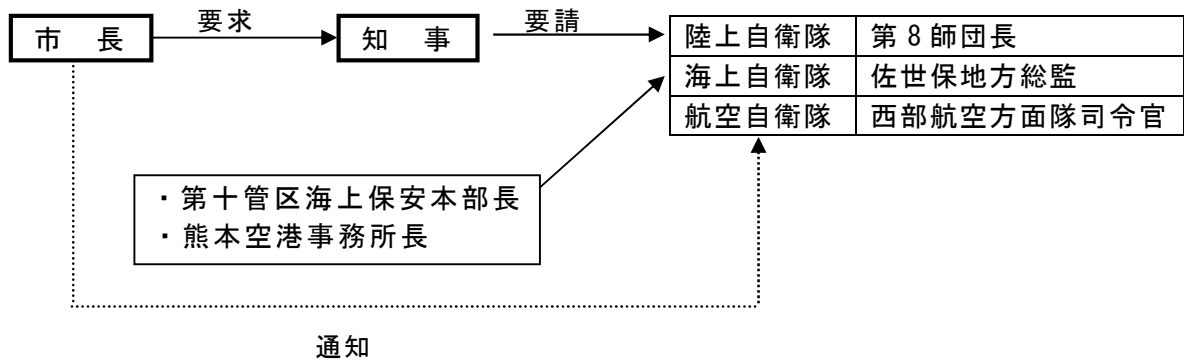 要求
要請
市 長
知 事
陸上自衛隊 第8師団長
海上自衛隊 佐世保地方総監
航空自衛隊 西部航空方面隊司令官
・第十管区海上保安本部長
・熊本空港事務所長
通知